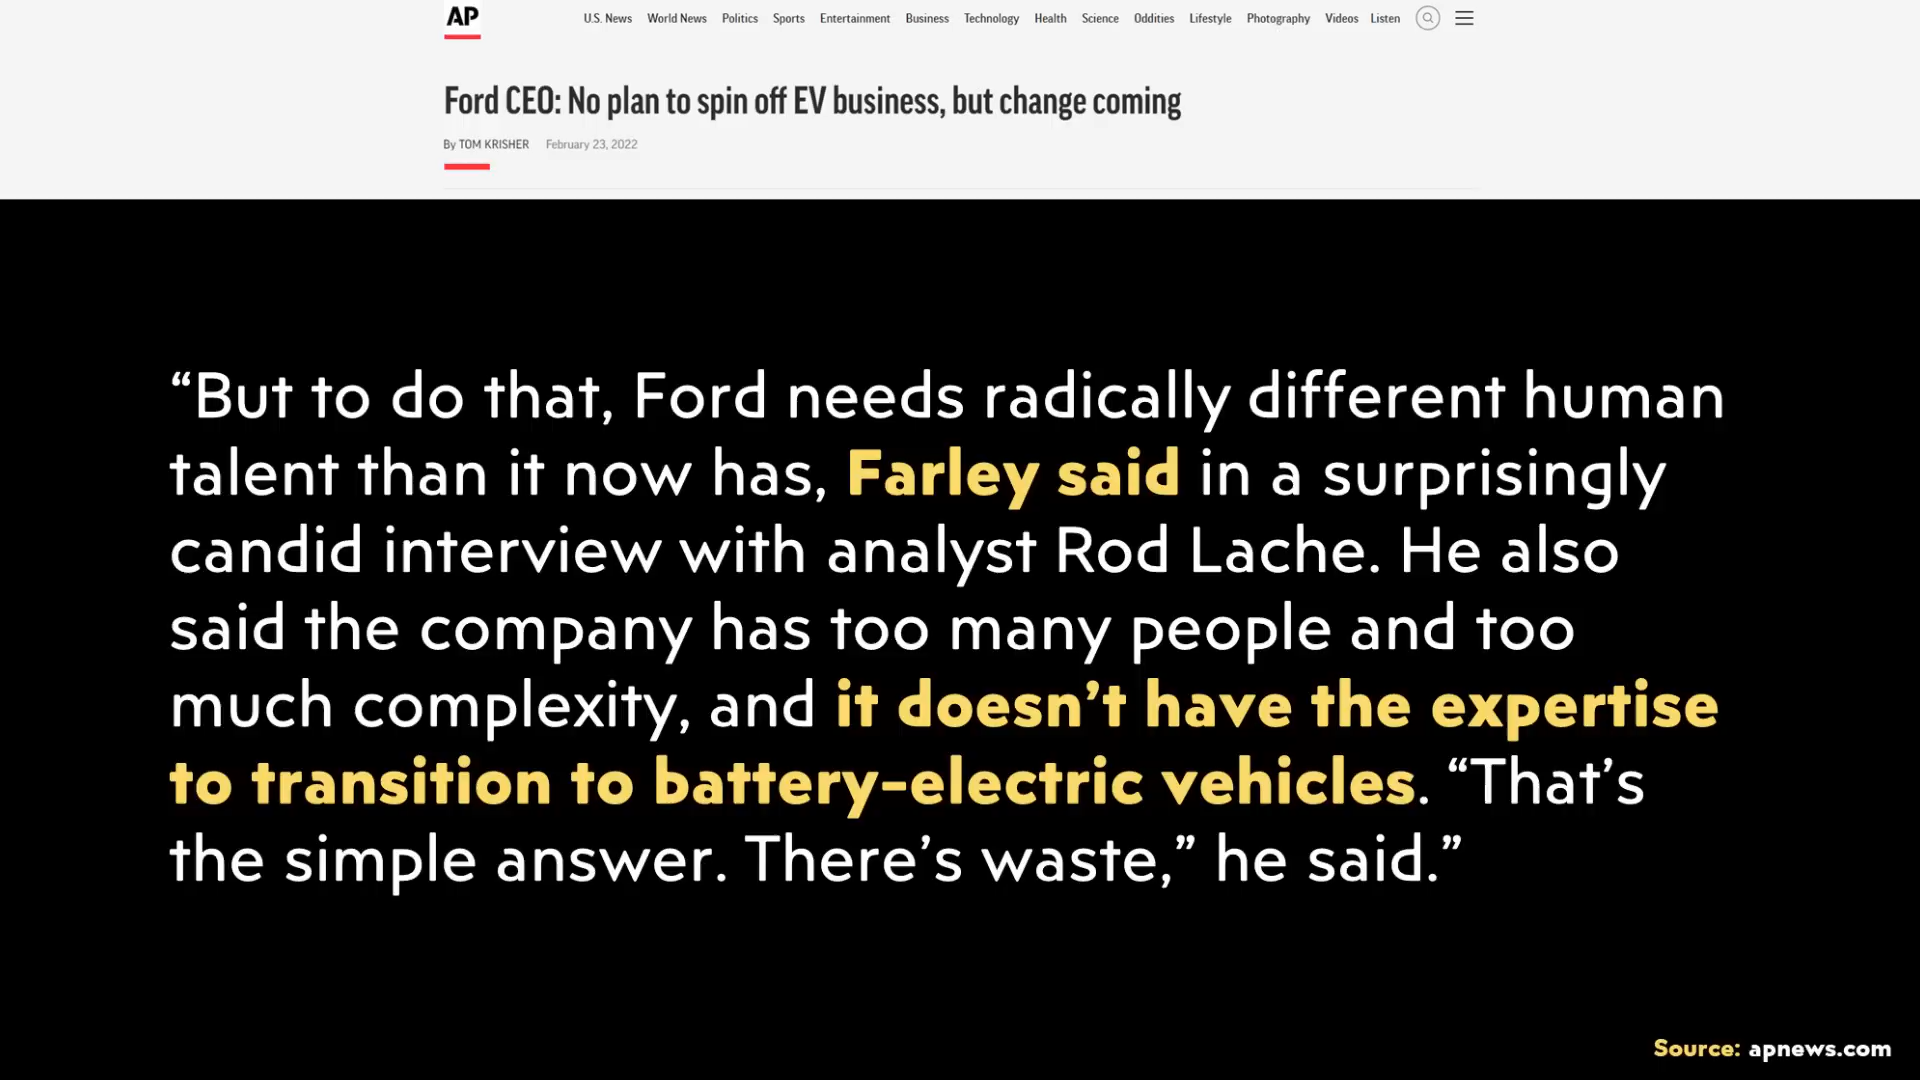 AP
U.S. News World News Politics Sports Entertainment Business Technology Health Science Oddities Lifestyle Photography Videos Listen
Ford CEO: No plan to spin off EV business, but change coming
By TOM KRISHER February 23, 2022
“But to do that, Ford needs radically different human
talent than it now has, Farley said in a surprisingly
candid interview with analyst Rod Lache. He also
said the company has too many people and too
much complexity, and it doesn’t have the expertise
to transition to battery-electric vehicles. “That’s
the simple answer. There’s waste,” he said.”
Source: apnews.com